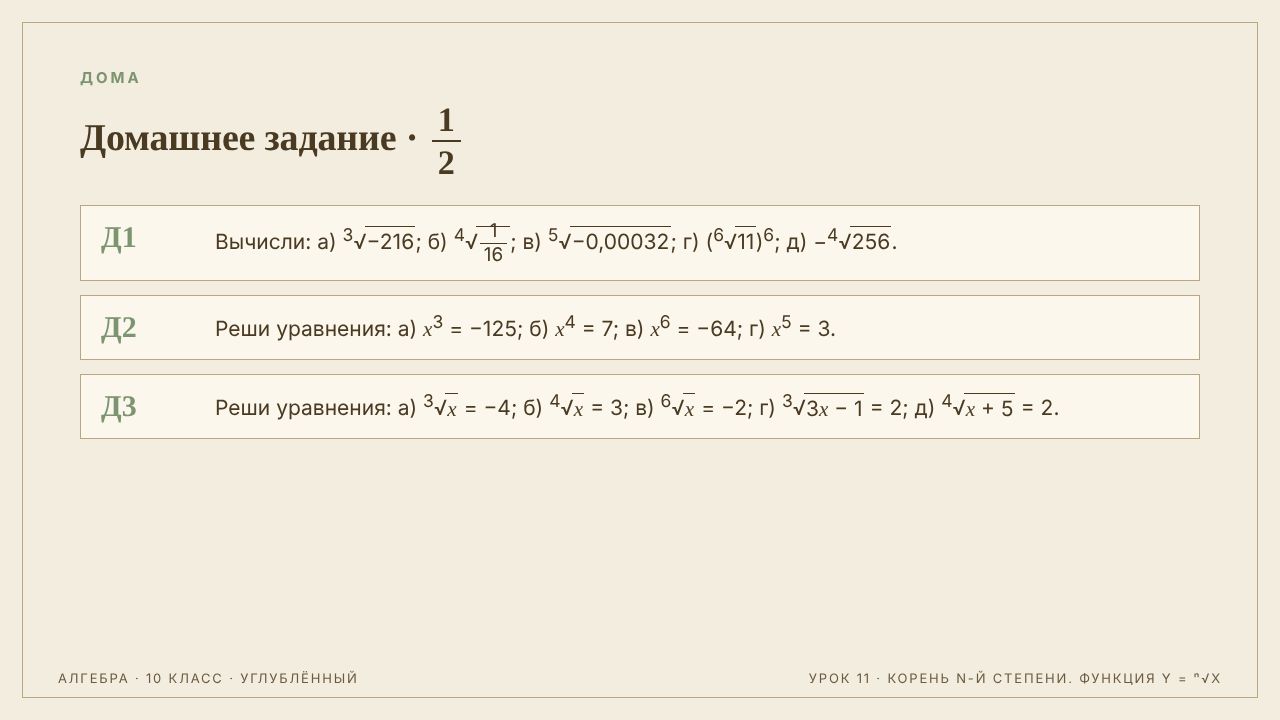 ДОМА
Домашнее задание · 1/2
Д1 Вычисли: а) ³√−216; б) ⁴√1/16; в) ⁵√−0,00032; г) (⁶√11)⁶; д) −⁴√256.
Д2 Реши уравнения: а) x³ = −125; б) x⁴ = 7; в) x⁶ = −64; г) x⁵ = 3.
Д3 Реши уравнения: а) ³√x = −4; б) ⁴√x = 3; в) ⁶√x = −2; г) ³√3x − 1 = 2; д) ⁴√x + 5 = 2.
АЛГЕБРА · 10 КЛАСС · УГЛУБЛЁННЫЙ
УРОК 11 · КОРЕНЬ N-Й СТЕПЕНИ. ФУНКЦИЯ Y = ⁿ√X